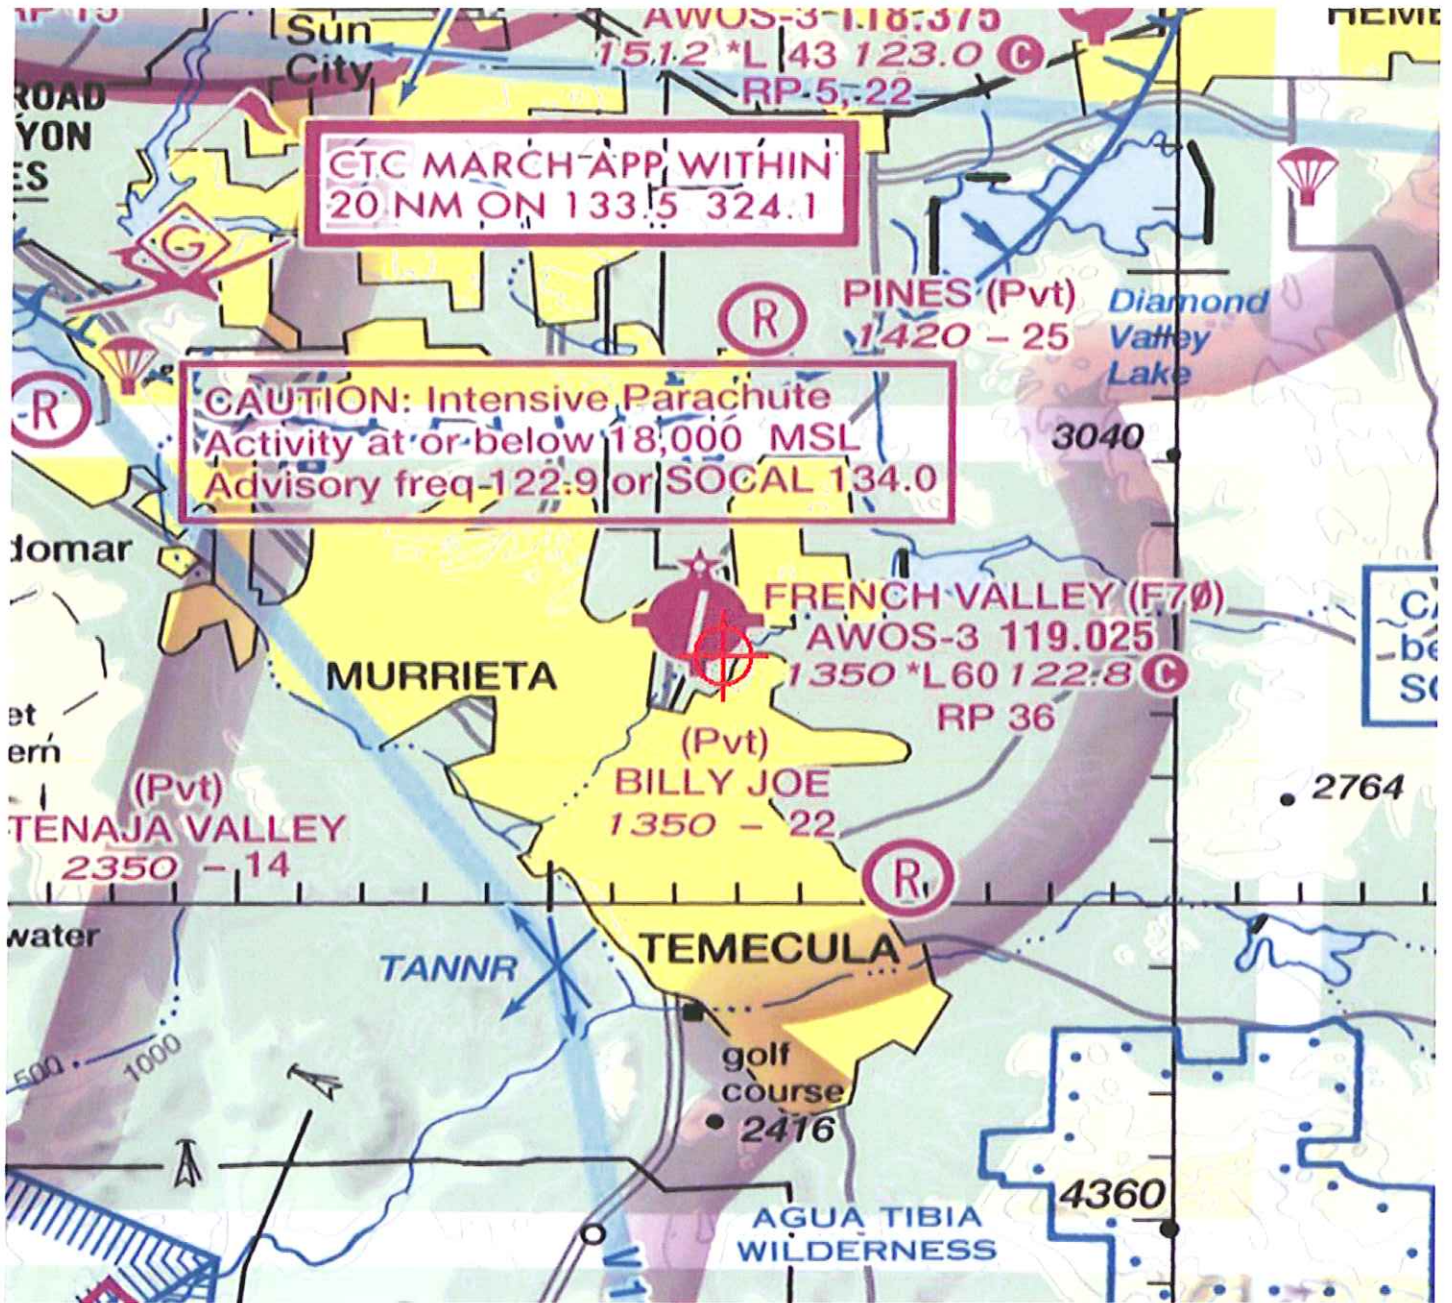 Sun
City
AWOS-3 118.375
1512 *L 43 123.0 C
RP 5, 22
ROAD
YON
ES
CTC MARCH APP WITHIN
20 NM ON 133.5 324.1
G
R
PINES (Pvt)
1420 - 25
Diamond
Valley
Lake
R
CAUTION: Intensive Parachute
Activity at or below 18,000 MSL
Advisory freq 122.9 or SOCAL 134.0
3040
domar
FRENCH VALLEY (F70)
AWOS-3 119.025
1350 *L60 122.8 C
RP 36
MURRIETA
et
ern
(Pvt)
BILLY JOE
1350 - 22
(Pvt)
TENAJA VALLEY
2350 - 14
2764
R
water
TANNR
TEMECULA
500
1000
golf
course
2416
4360
AGUA TIBIA
WILDERNESS
V 1